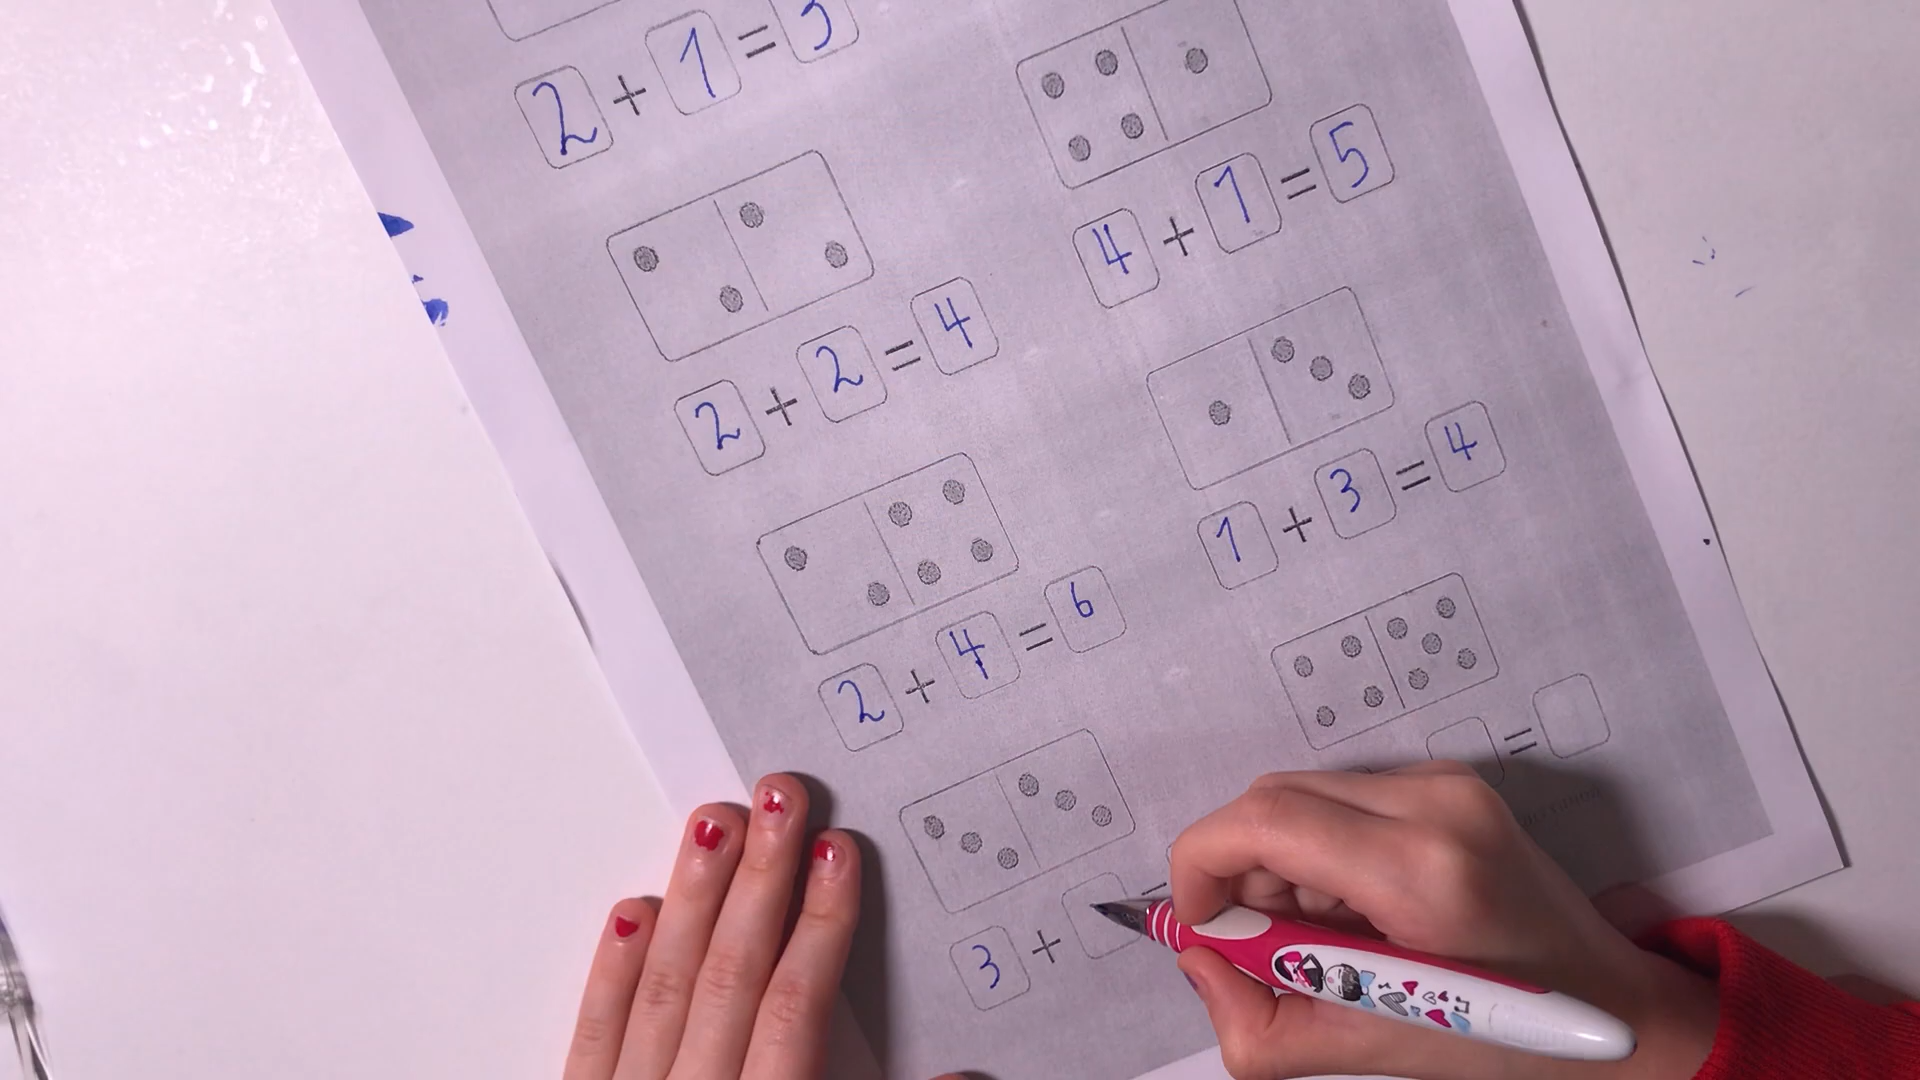 2 + 1 = 3
4 + 1 = 5
2 + 2 = 4
1 + 3 = 4
2 + 4 = 6
=
3 + =